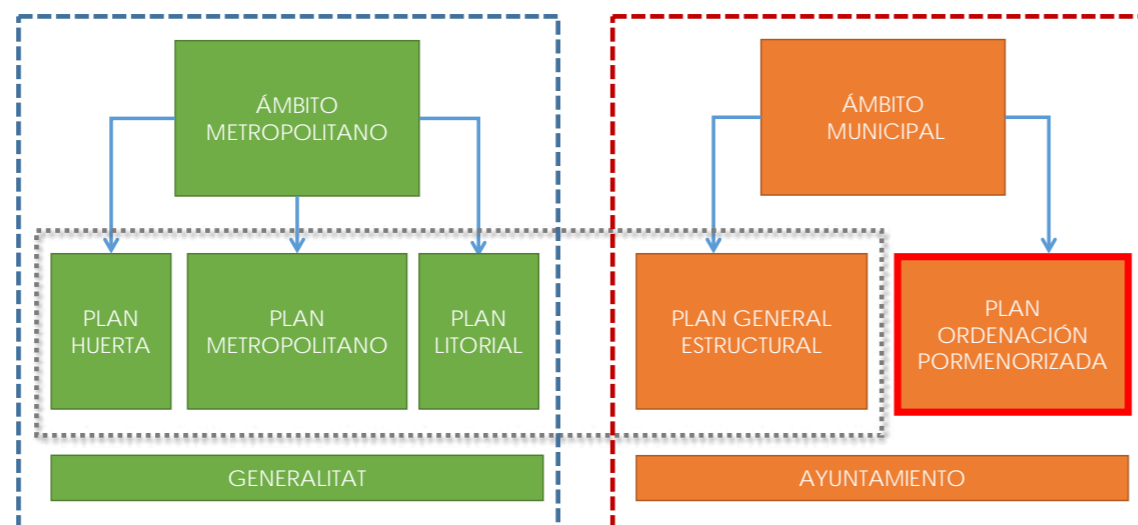 ÁMBITO
METROPOLITANO
ÁMBITO
MUNICIPAL
PLAN
HUERTA
PLAN
METROPOLITANO
PLAN
LITORIAL
PLAN GENERAL
ESTRUCTURAL
PLAN
ORDENACIÓN
PORMENORIZADA
GENERALITAT
AYUNTAMIENTO